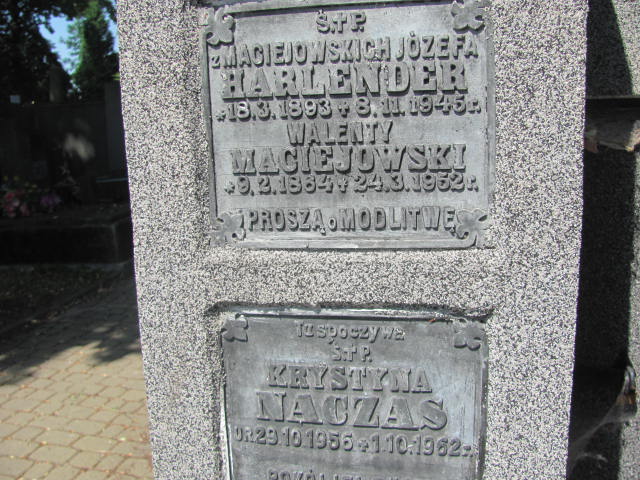 Ś.†P.
z MACIEJOWSKICH JÓZEFA
HARLENDER
*18.3.1893 + 8.11.1945 r.
WALENTY
MACIEJOWSKI
*9.2.1864 + 24.3.1952 r.
PROSZĄ o MODLITWĘ
Tu spoczywa
Ś.†P.
KRYSTYNA
NACZAS
UR. 29.10.1956 + 1.10.1962 r.